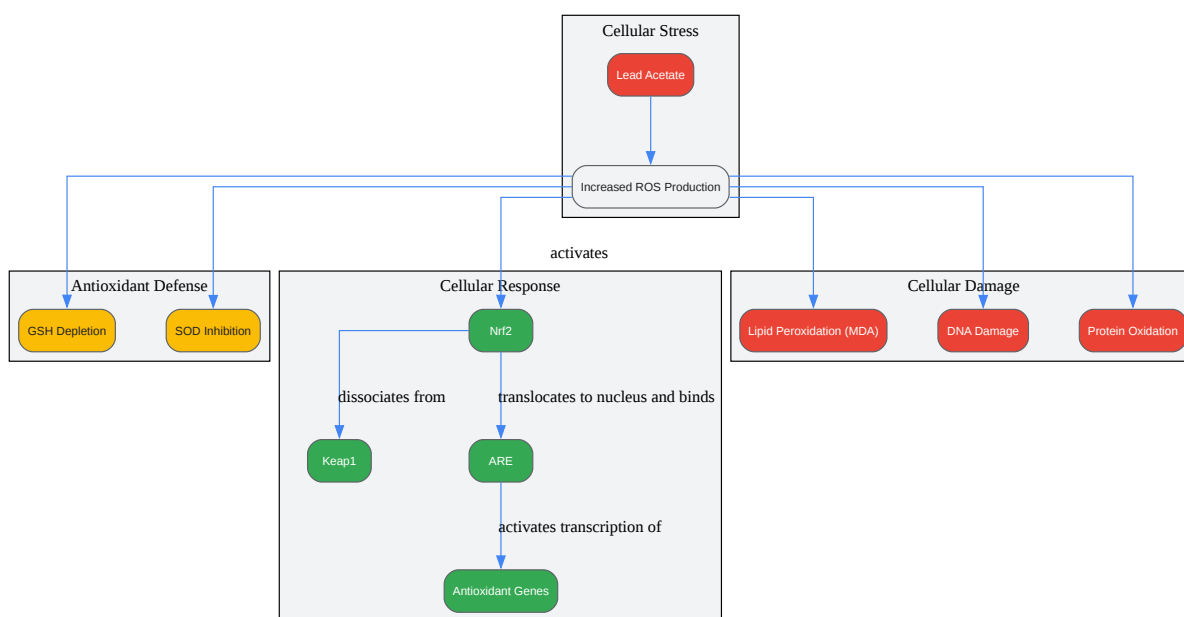 Cellular Stress
Lead Acetate
Increased ROS Production
activates
Antioxidant Defense
GSH Depletion
SOD Inhibition
Cellular Response
Nrf2
dissociates from
translocates to nucleus and binds
Keap1
ARE
activates transcription of
Antioxidant Genes
Cellular Damage
Lipid Peroxidation (MDA)
DNA Damage
Protein Oxidation